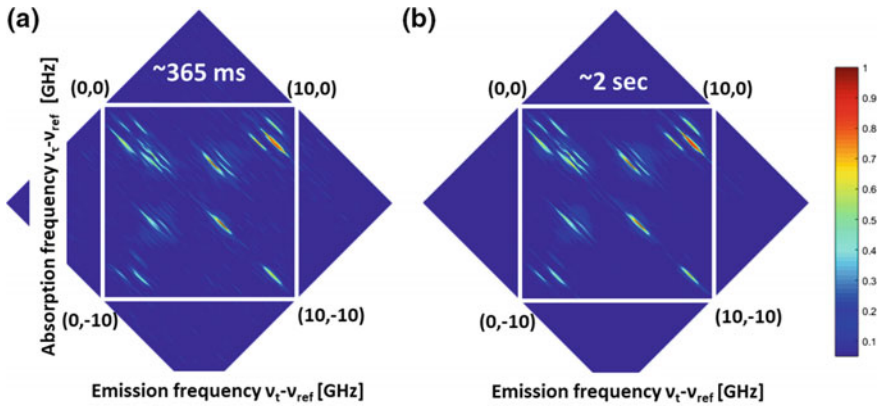 (a)
~365 ms
(0,0)
(10,0)
Absorption frequency νt-νref [GHz]
(0,-10)
(10,-10)
Emission frequency νt-νref [GHz]
(b)
~2 sec
(0,0)
(10,0)
(0,-10)
(10,-10)
Emission frequency νt-νref [GHz]
1
0.9
0.8
0.7
0.6
0.5
0.4
0.3
0.2
0.1